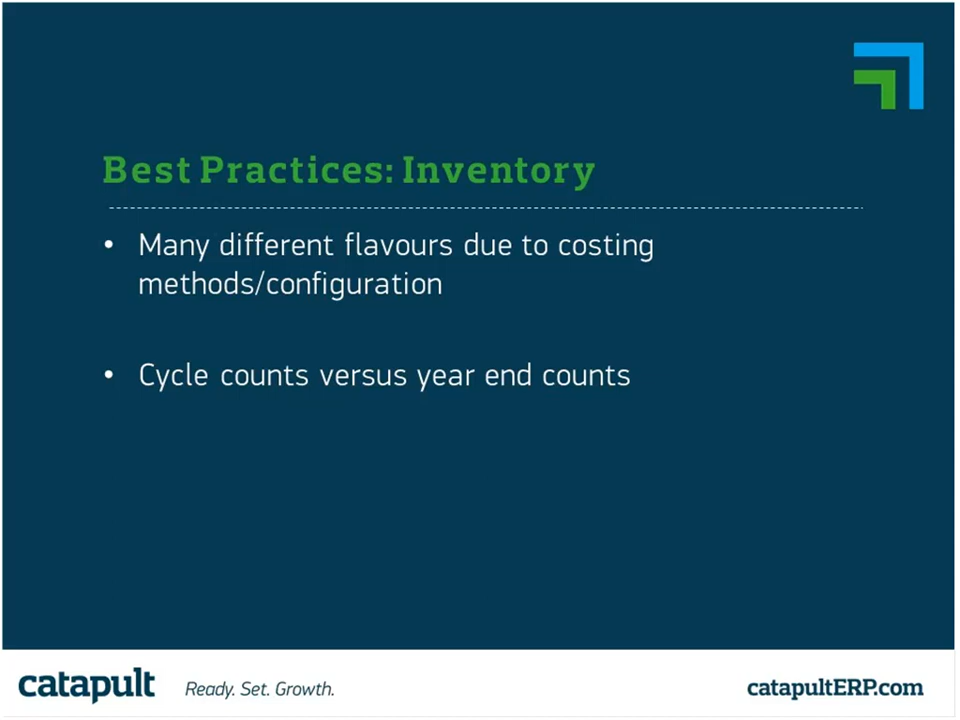 Best Practices: Inventory
• Many different flavours due to costing
methods/configuration
• Cycle counts versus year end counts
catapult Ready. Set. Growth. catapultERP.com